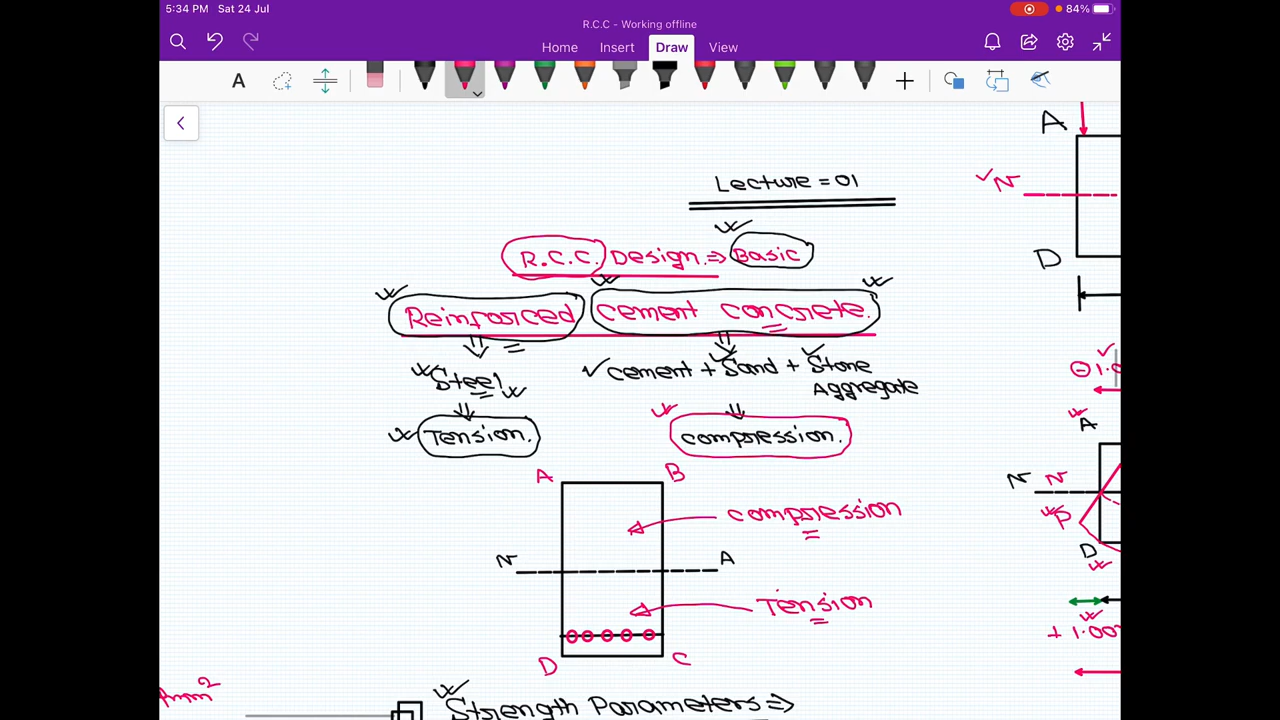 5:34 PM Sat 24 Jul
84%
R.C.C - Working offline
Home Insert Draw View
A
Lecture = 01
R.C.C. Design ⇒ Basic
Reinforced cement concrete.
Steel
cement + Sand + Stone
Aggregate
Tension.
compression.
A B
compression
N A
Tension
D C
Strength Parameters ⇒
mm²
A
N
D
A
N N
P
D